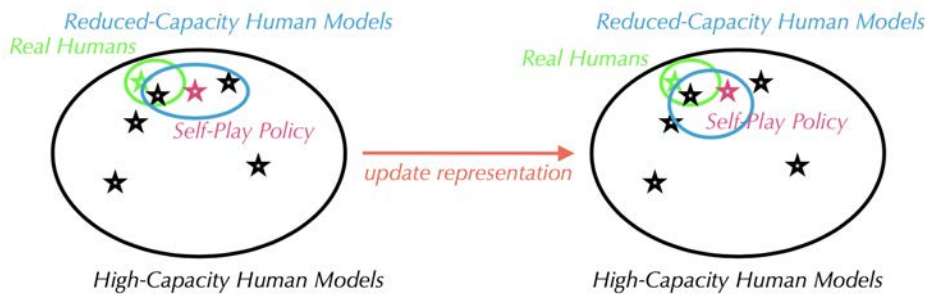 Reduced-Capacity Human Models
Real Humans
Self-Play Policy
High-Capacity Human Models
update representation
Reduced-Capacity Human Models
Real Humans
Self-Play Policy
High-Capacity Human Models